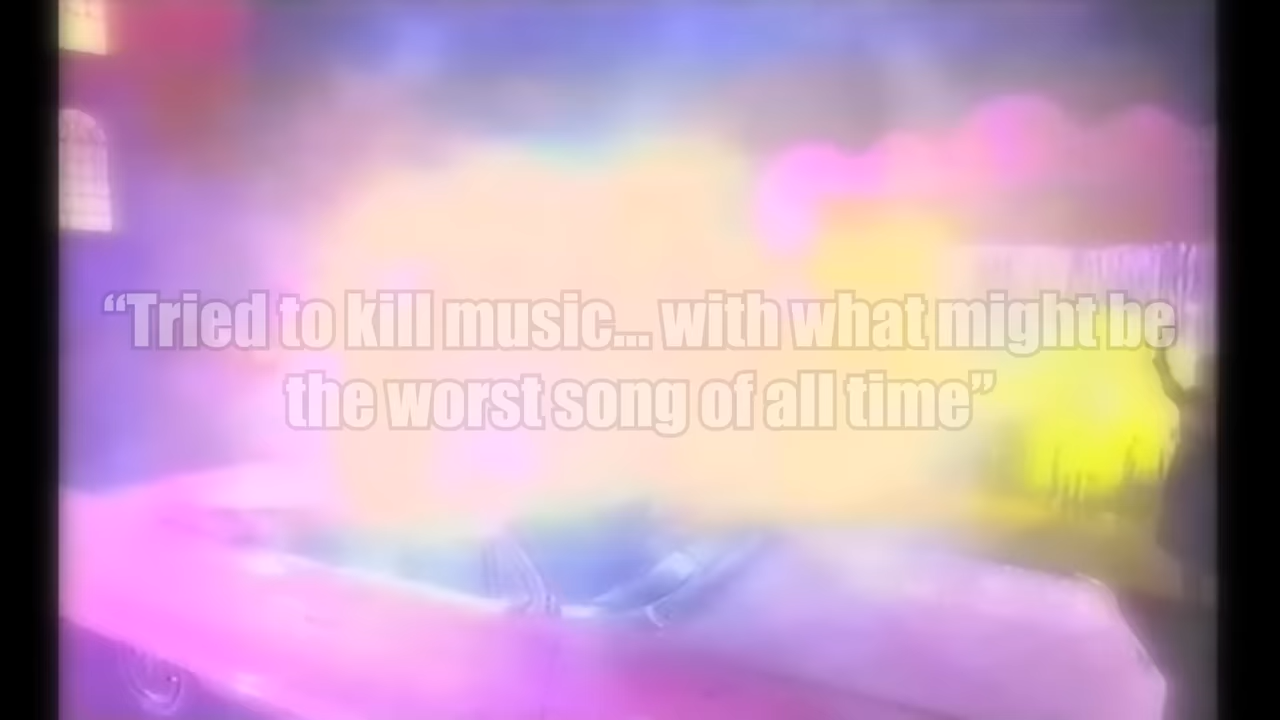 “Tried to kill music... with what might be
the worst song of all time”